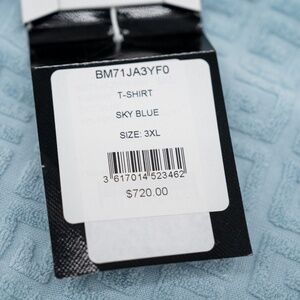 BM71JA3YF0
T-SHIRT
SKY BLUE
SIZE: 3XL
3 617014 523462
$720.00